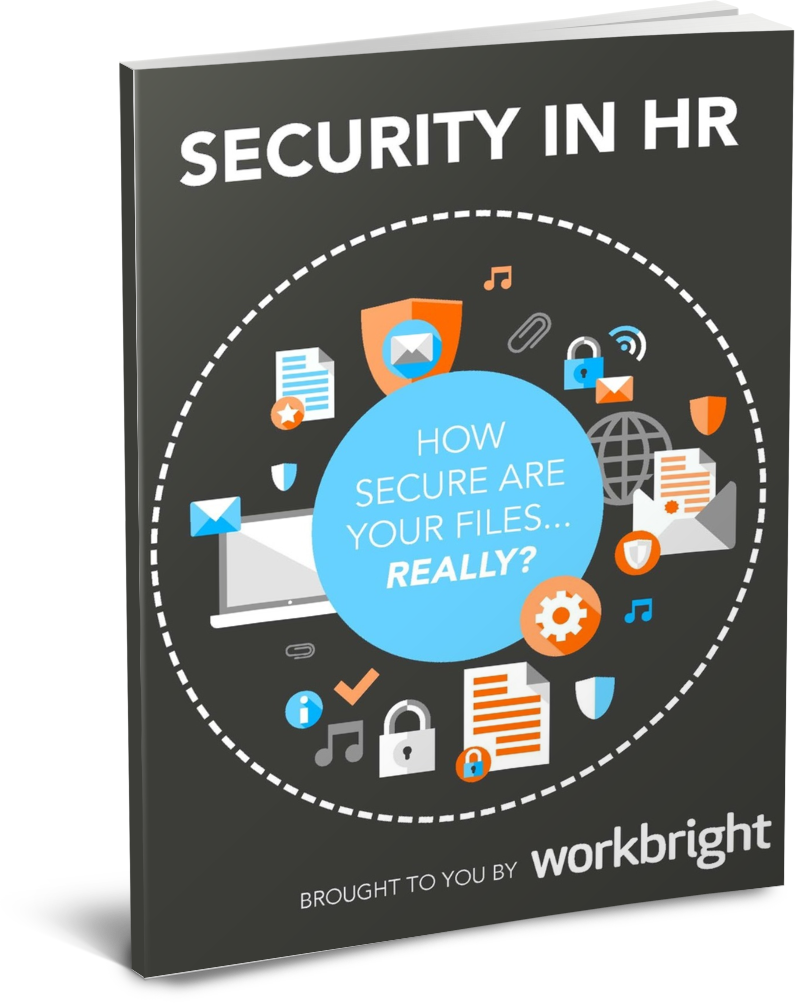 SECURITY IN HR
HOW
SECURE ARE
YOUR FILES...
REALLY?
BROUGHT TO YOU BY workbright